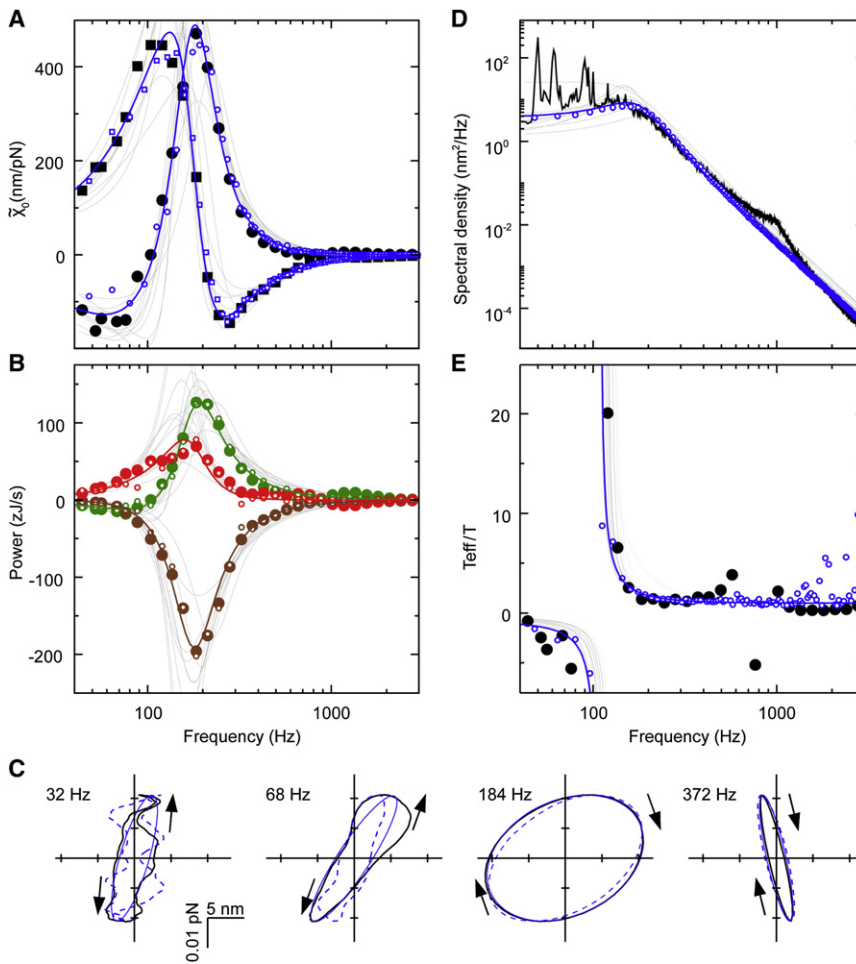 A
400
200
0
X̃₀(nm/pN)
B
100
0
-100
-200
Power (zJ/s)
100
1000
Frequency (Hz)
D
10²
10⁰
10⁻²
10⁻⁴
Spectral density (nm²/Hz)
E
20
10
0
Teff/T
100
1000
Frequency (Hz)
C
32 Hz
68 Hz
184 Hz
372 Hz
0.01 pN
5 nm